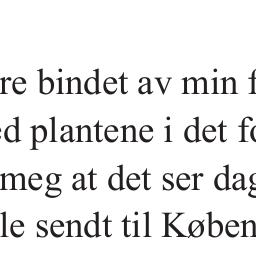 re bindet av min f
ed plantene i det fo
meg at det ser dag
le sendt til Køben